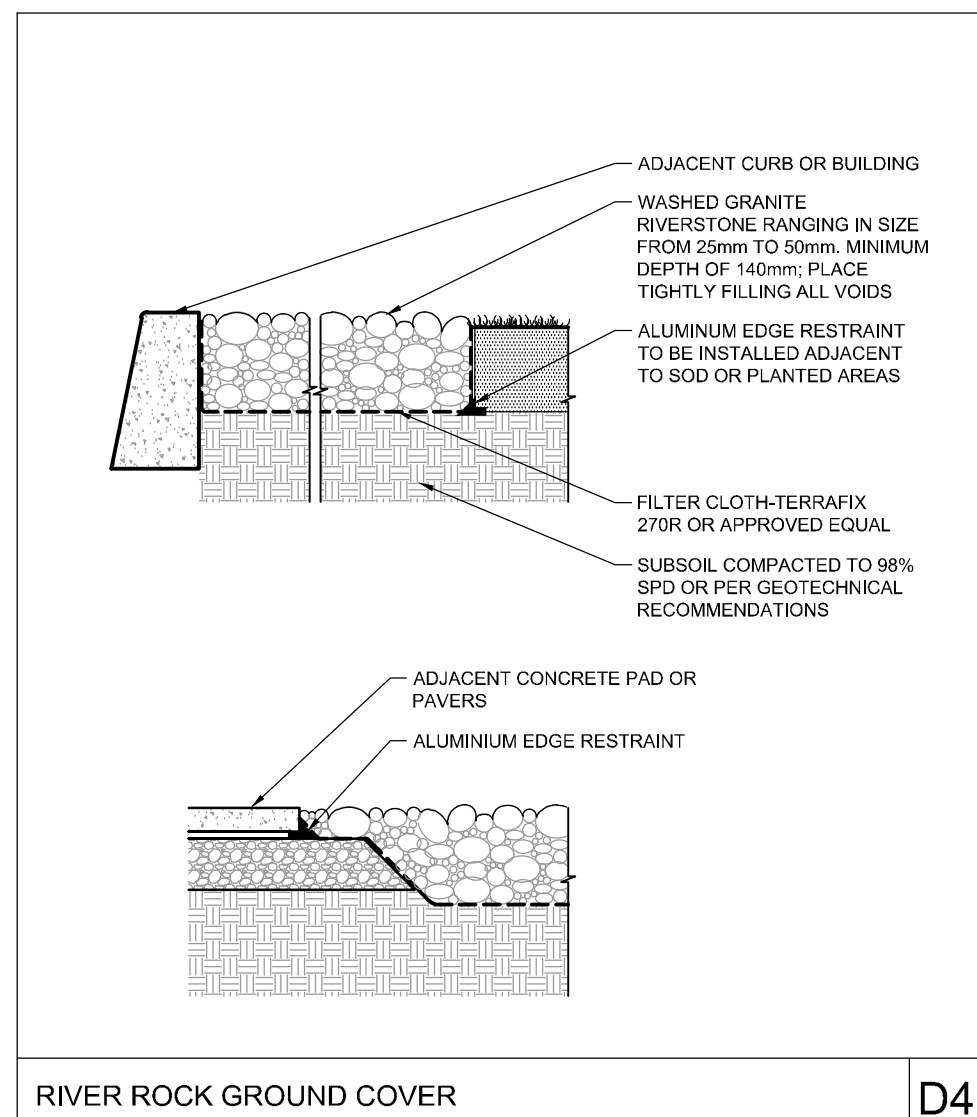 ADJACENT CURB OR BUILDING
WASHED GRANITE
RIVERSTONE RANGING IN SIZE
FROM 25mm TO 50mm. MINIMUM
DEPTH OF 140mm; PLACE
TIGHTLY FILLING ALL VOIDS
ALUMINUM EDGE RESTRAINT
TO BE INSTALLED ADJACENT
TO SOD OR PLANTED AREAS
FILTER CLOTH-TERRAFIX
270R OR APPROVED EQUAL
SUBSOIL COMPACTED TO 98%
SPD OR PER GEOTECHNICAL
RECOMMENDATIONS
ADJACENT CONCRETE PAD OR
PAVERS
ALUMINIUM EDGE RESTRAINT
RIVER ROCK GROUND COVER
D4